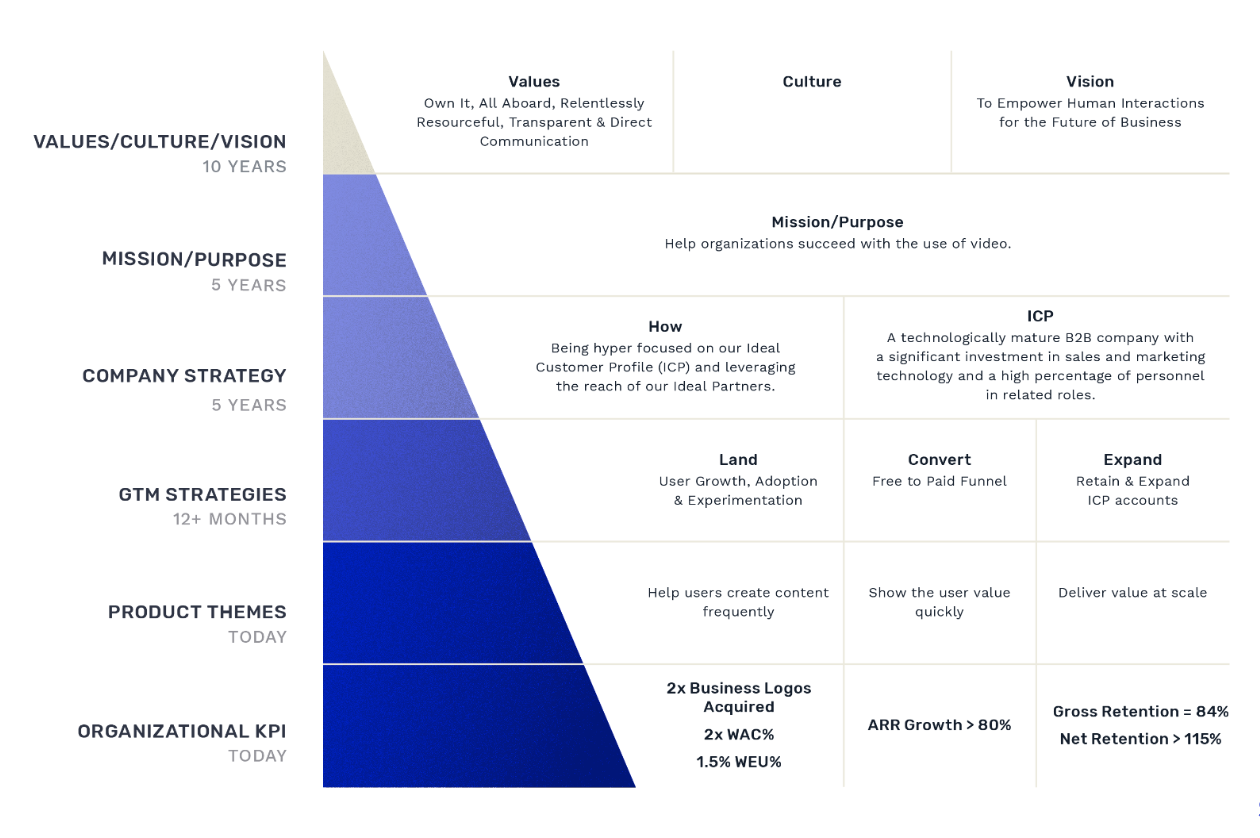 VALUES/CULTURE/VISION
10 YEARS
Values
Own It, All Aboard, Relentlessly
Resourceful, Transparent & Direct
Communication
Culture
Vision
To Empower Human Interactions
for the Future of Business
MISSION/PURPOSE
5 YEARS
Mission/Purpose
Help organizations succeed with the use of video.
COMPANY STRATEGY
5 YEARS
How
Being hyper focused on our Ideal
Customer Profile (ICP) and leveraging
the reach of our Ideal Partners.
ICP
A technologically mature B2B company with
a significant investment in sales and marketing
technology and a high percentage of personnel
in related roles.
GTM STRATEGIES
12+ MONTHS
Land
User Growth, Adoption
& Experimentation
Convert
Free to Paid Funnel
Expand
Retain & Expand
ICP accounts
PRODUCT THEMES
TODAY
Help users create content
frequently
Show the user value
quickly
Deliver value at scale
ORGANIZATIONAL KPI
TODAY
2x Business Logos
Acquired
2x WAC%
1.5% WEU%
ARR Growth > 80%
Gross Retention = 84%
Net Retention > 115%